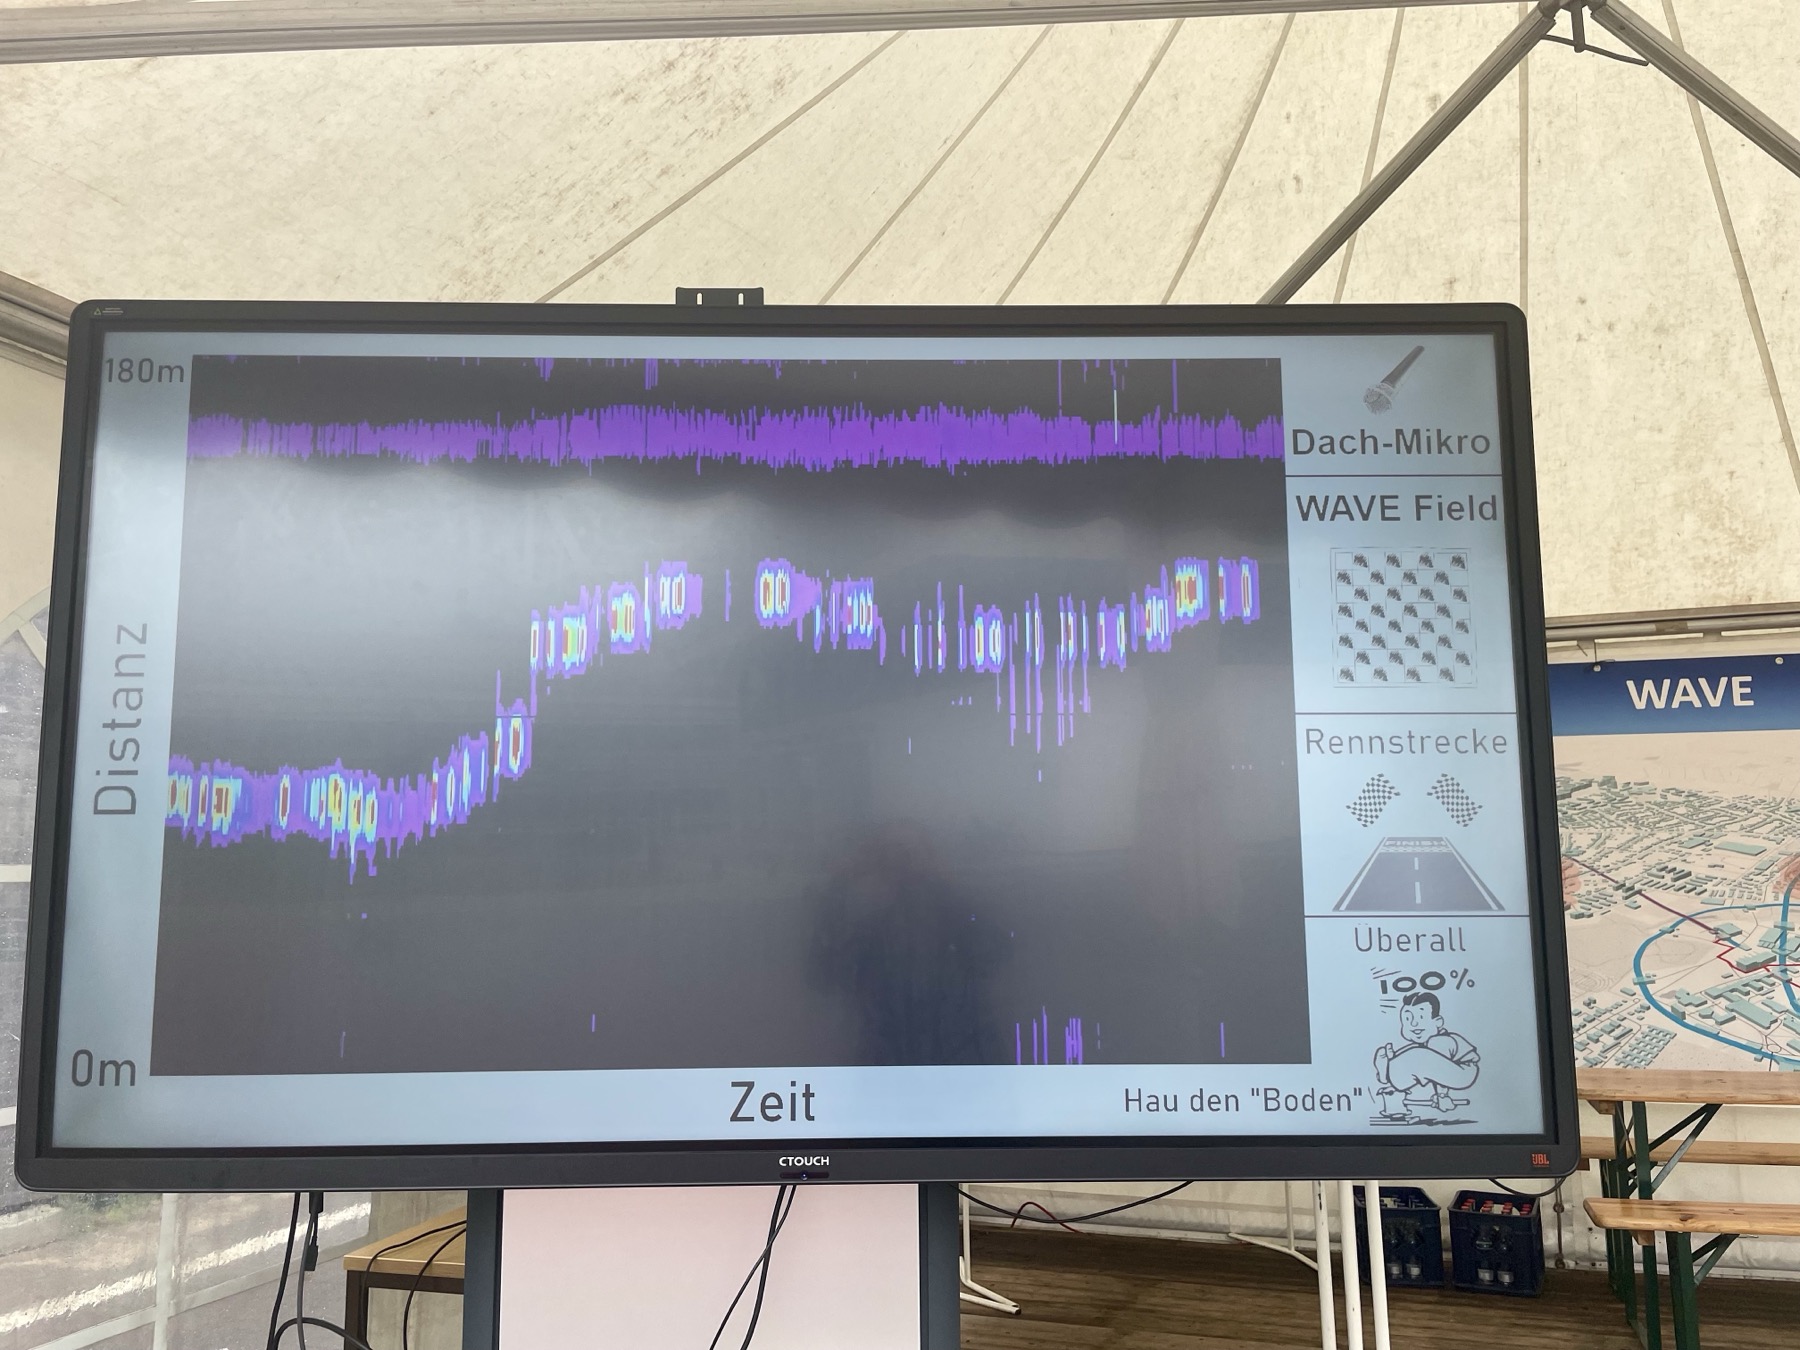 180m
Distanz
0m
Zeit
Dach-Mikro
WAVE Field
Rennstrecke
FINISH
Überall
100%
Hau den "Boden"
CTOUCH
JBL
WAVE